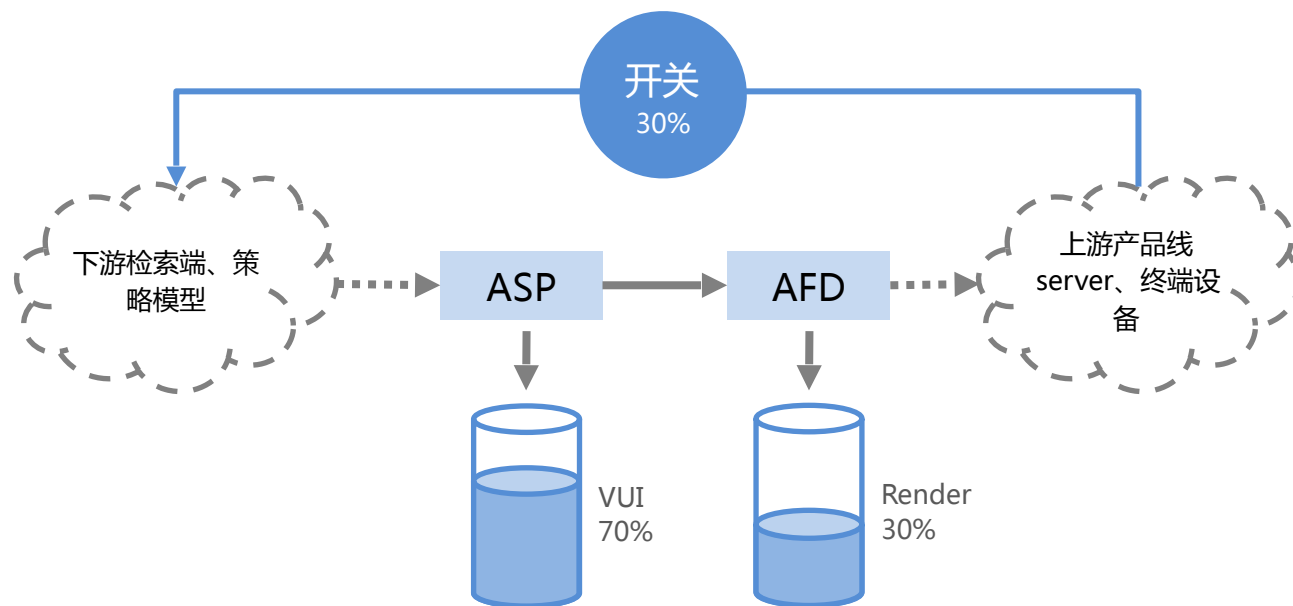 开关
30%
下游检索端、策
略模型
ASP
AFD
上游产品线
server、终端设
备
VUI
70%
Render
30%